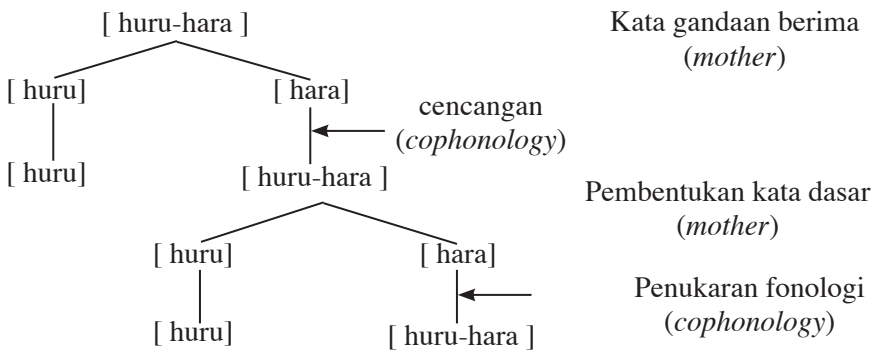 [ huru-hara ] Kata gandaan berima
(mother)
[ huru] [ hara]
cencangan
(cophonology)
[ huru] [ huru-hara ]
Pembentukan kata dasar
(mother)
[ huru] [ hara]
Penukaran fonologi
(cophonology)
[ huru] [ huru-hara ]